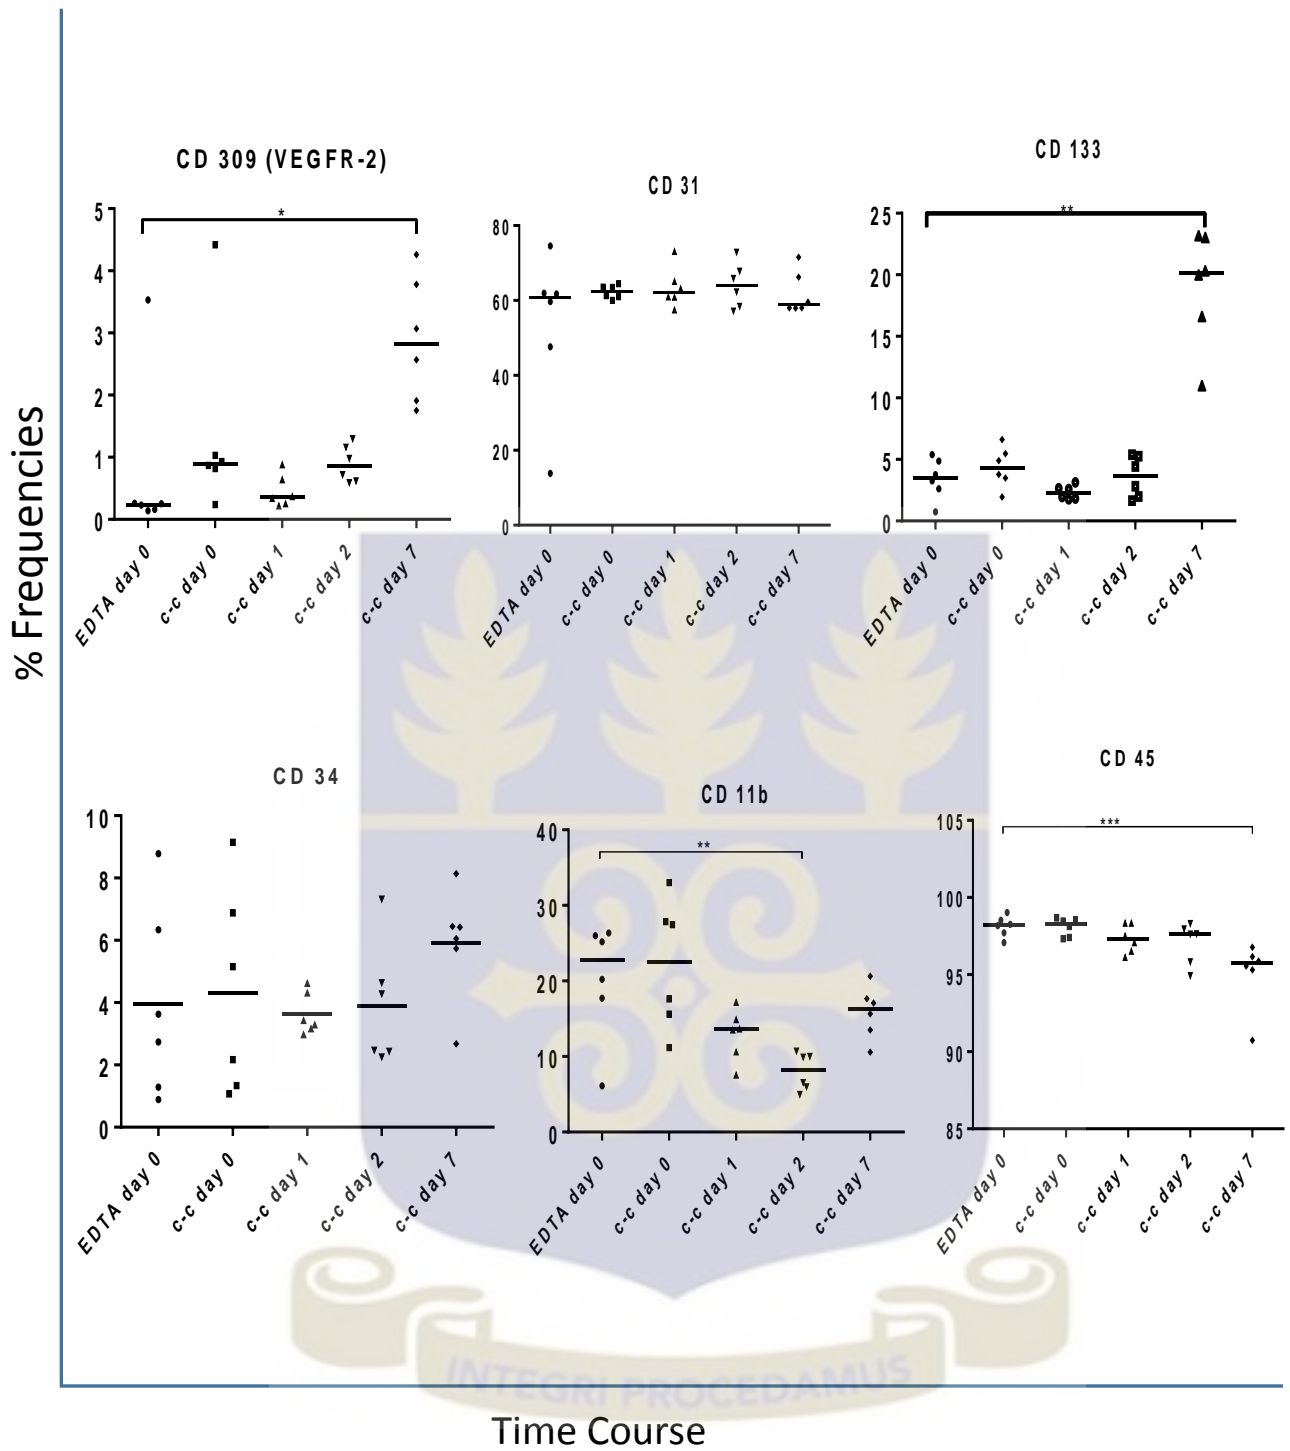 % Frequencies
CD 309 (VEGFR-2)
*
5
4
3
2
1
0
EDTA day 0
c-c day 0
c-c day 1
c-c day 2
c-c day 7
CD 31
80
60
40
20
0
EDTA day 0
c-c day 0
c-c day 1
c-c day 2
c-c day 7
CD 133
**
25
20
15
10
5
0
EDTA day 0
c-c day 0
c-c day 1
c-c day 2
c-c day 7
CD 34
10
8
6
4
2
0
EDTA day 0
c-c day 0
c-c day 1
c-c day 2
c-c day 7
CD 11b
**
40
30
20
10
0
EDTA day 0
c-c day 0
c-c day 1
c-c day 2
c-c day 7
CD 45
***
105
100
95
90
85
EDTA day 0
c-c day 0
c-c day 1
c-c day 2
c-c day 7
INTEGRI PROCEDAMUS
Time Course